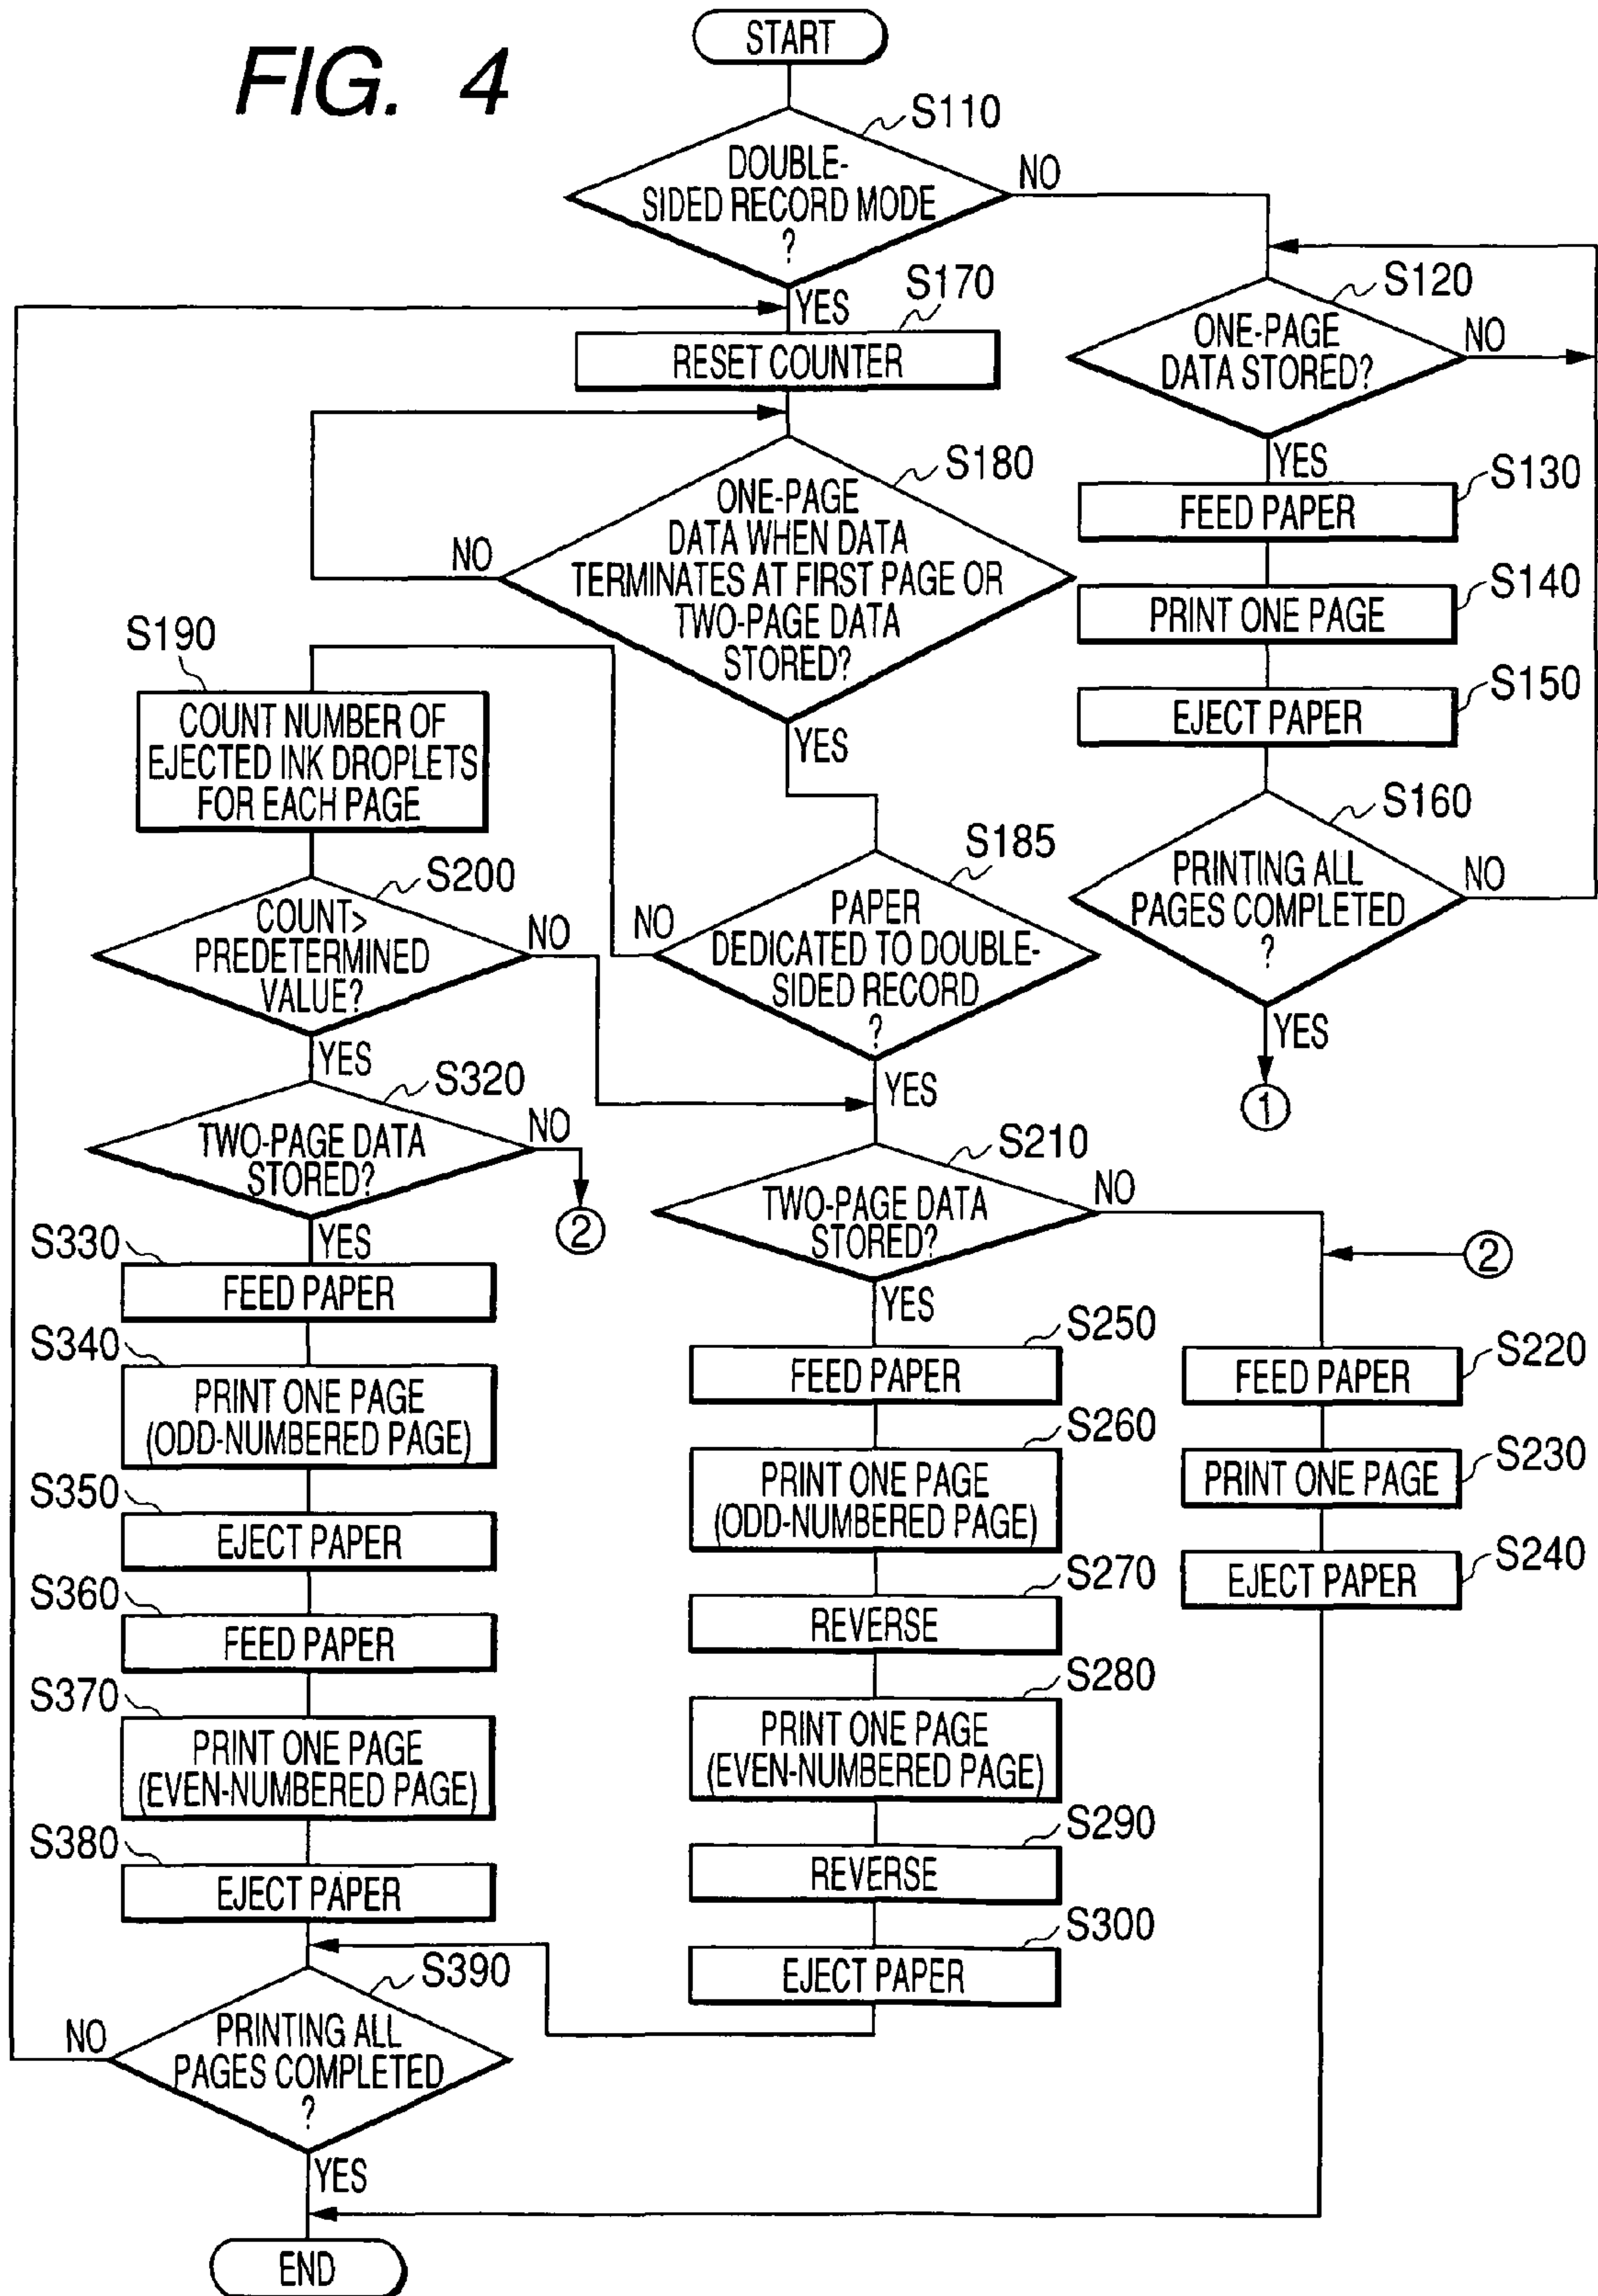 FIG. 4
START
S110
DOUBLE-
SIDED RECORD MODE
?
NO
YES
S170
RESET COUNTER
S120
ONE-PAGE
DATA STORED?
NO
YES
S130
FEED PAPER
S140
PRINT ONE PAGE
S150
EJECT PAPER
S160
PRINTING ALL
PAGES COMPLETED
?
NO
YES
1
S180
ONE-PAGE
DATA WHEN DATA
TERMINATES AT FIRST PAGE OR
TWO-PAGE DATA
STORED?
NO
YES
S185
PAPER
DEDICATED TO DOUBLE-
SIDED RECORD
?
NO
YES
S190
COUNT NUMBER OF
EJECTED INK DROPLETS
FOR EACH PAGE
S200
COUNT>
PREDETERMINED
VALUE?
NO
YES
S320
TWO-PAGE DATA
STORED?
NO
2
YES
S330
FEED PAPER
S340
PRINT ONE PAGE
(ODD-NUMBERED PAGE)
S350
EJECT PAPER
S360
FEED PAPER
S370
PRINT ONE PAGE
(EVEN-NUMBERED PAGE)
S380
EJECT PAPER
S210
TWO-PAGE DATA
STORED?
NO
YES
2
S250
FEED PAPER
S260
PRINT ONE PAGE
(ODD-NUMBERED PAGE)
S270
REVERSE
S280
PRINT ONE PAGE
(EVEN-NUMBERED PAGE)
S290
REVERSE
S300
EJECT PAPER
S220
FEED PAPER
S230
PRINT ONE PAGE
S240
EJECT PAPER
S390
PRINTING ALL
PAGES COMPLETED
?
NO
YES
END